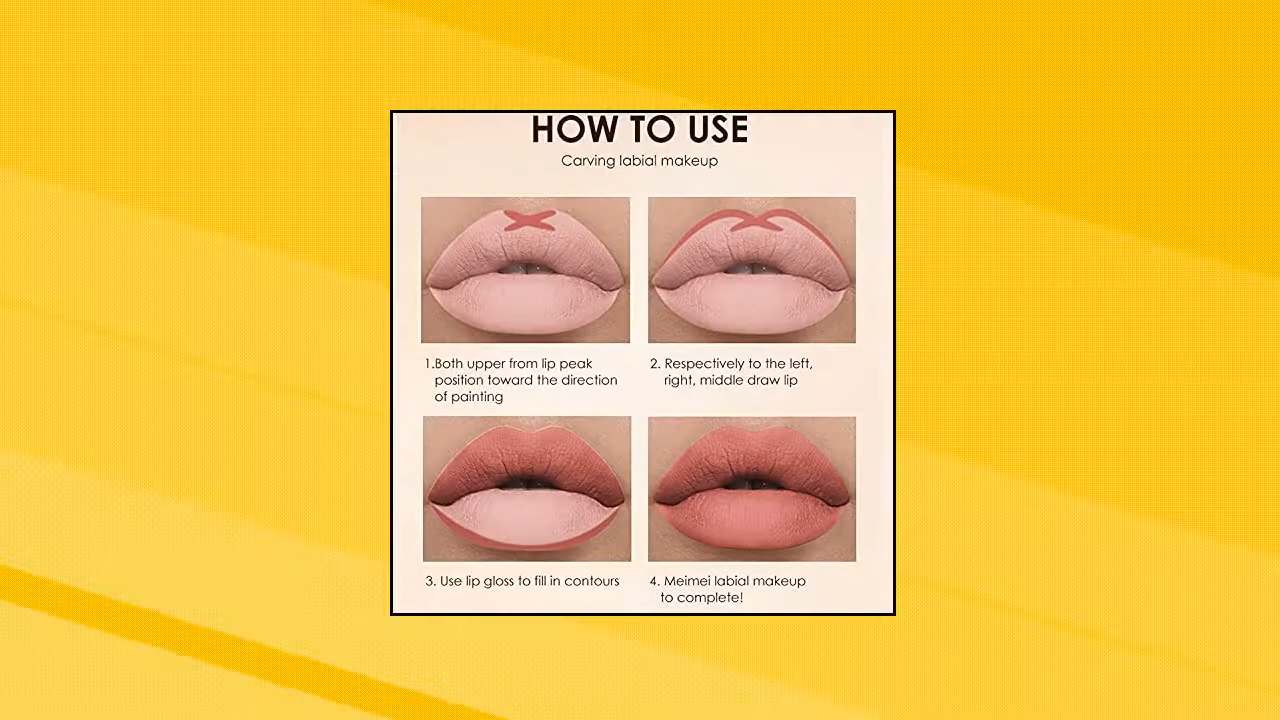 HOW TO USE
Carving labial makeup
1.Both upper from lip peak
position toward the direction
of painting
2. Respectively to the left,
right, middle draw lip
3. Use lip gloss to fill in contours
4. Meimei labial makeup
to complete!